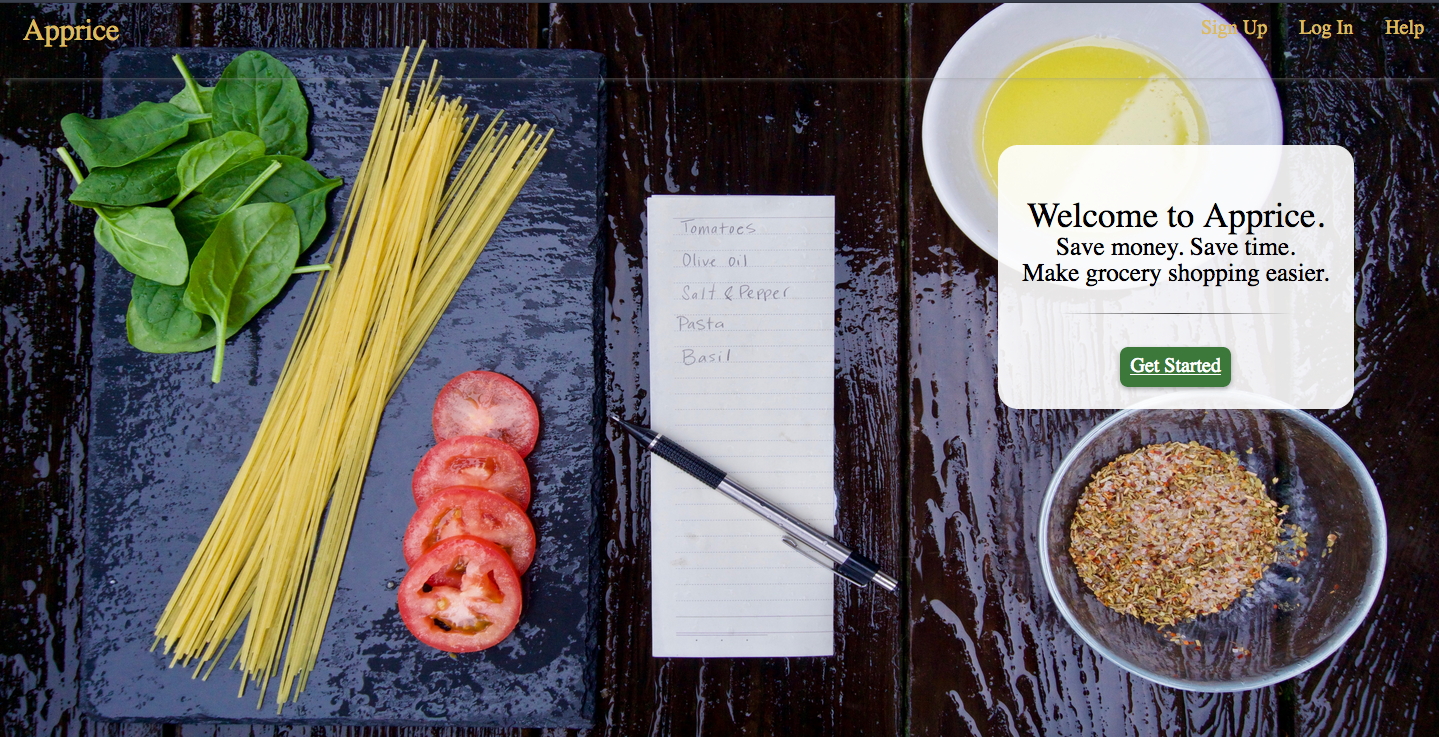 Apprice
Sign Up
Log In
Help
Tomatoes
Olive oil
Salt & Pepper
Pasta
Basil
Welcome to Apprice.
Save money. Save time.
Make grocery shopping easier.
Get Started